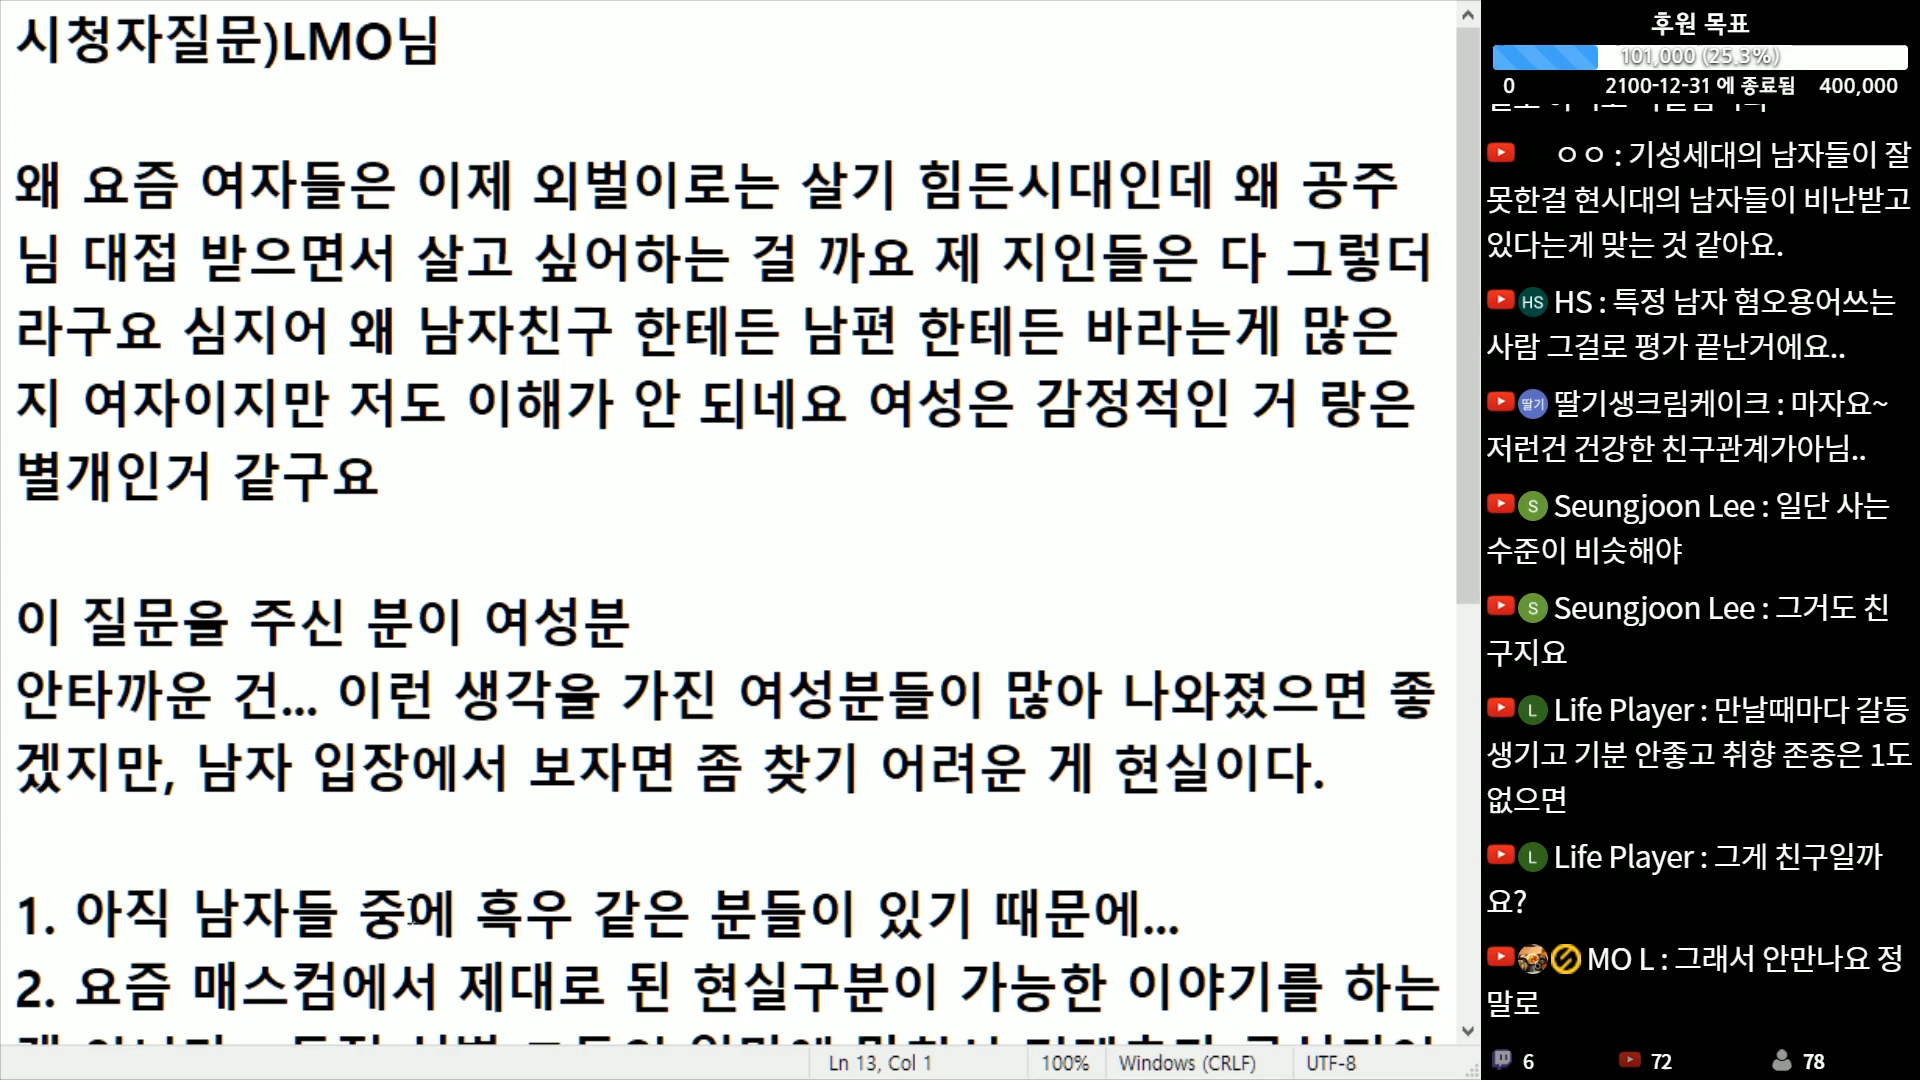 시청자질문)LMO님
왜 요즘 여자들은 이제 외벌이로는 살기 힘든시대인데 왜 공주
님 대접 받으면서 살고 싶어하는 걸 까요 제 지인들은 다 그렇더
라구요 심지어 왜 남자친구 한테든 남편 한테든 바라는게 많은
지 여자이지만 저도 이해가 안 되네요 여성은 감정적인 거 랑은
별개인거 같구요
이 질문을 주신 분이 여성분
안타까운 건... 이런 생각을 가진 여성분들이 많아 나와졌으면 좋
겠지만, 남자 입장에서 보자면 좀 찾기 어려운 게 현실이다.
1. 아직 남자들 중에 흑우 같은 분들이 있기 때문에...
2. 요즘 매스컴에서 제대로 된 현실구분이 가능한 이야기를 하는
Ln 13, Col 1
100%
Windows (CRLF)
UTF-8
후원 목표
101,000 (25.3%)
0 2100-12-31 에 종료됨 400,000
ㅇㅇ : 기성세대의 남자들이 잘
못한걸 현시대의 남자들이 비난받고
있다는게 맞는 것 같아요.
HS HS : 특정 남자 혐오용어쓰는
사람 그걸로 평가 끝난거에요..
딸기 딸기생크림케이크 : 마자요~
저런건 건강한 친구관계가아님..
S Seungjoon Lee : 일단 사는
수준이 비슷해야
S Seungjoon Lee : 그거도 친
구지요
L Life Player : 만날때마다 갈등
생기고 기분 안좋고 취향 존중은 1도
없으면
L Life Player : 그게 친구일까
요?
MO L : 그래서 안만나요 정
말로
6 72 78